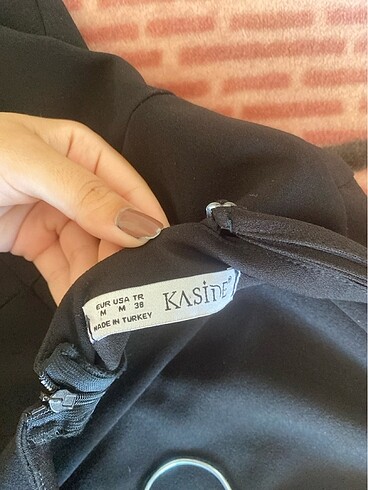 EUR USA TR
M M 38
MADE IN TURKEY
KASİDE®